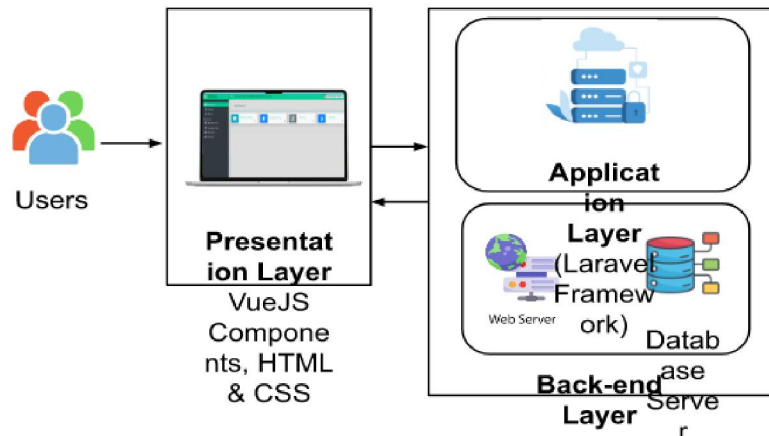 Users
Presentat
ion Layer
VueJS
Compone
nts, HTML
& CSS
Applicat
ion
Layer
(Laravel
Framew
ork)
Web Server
Datab
ase
Serve
r
Back-end
Layer